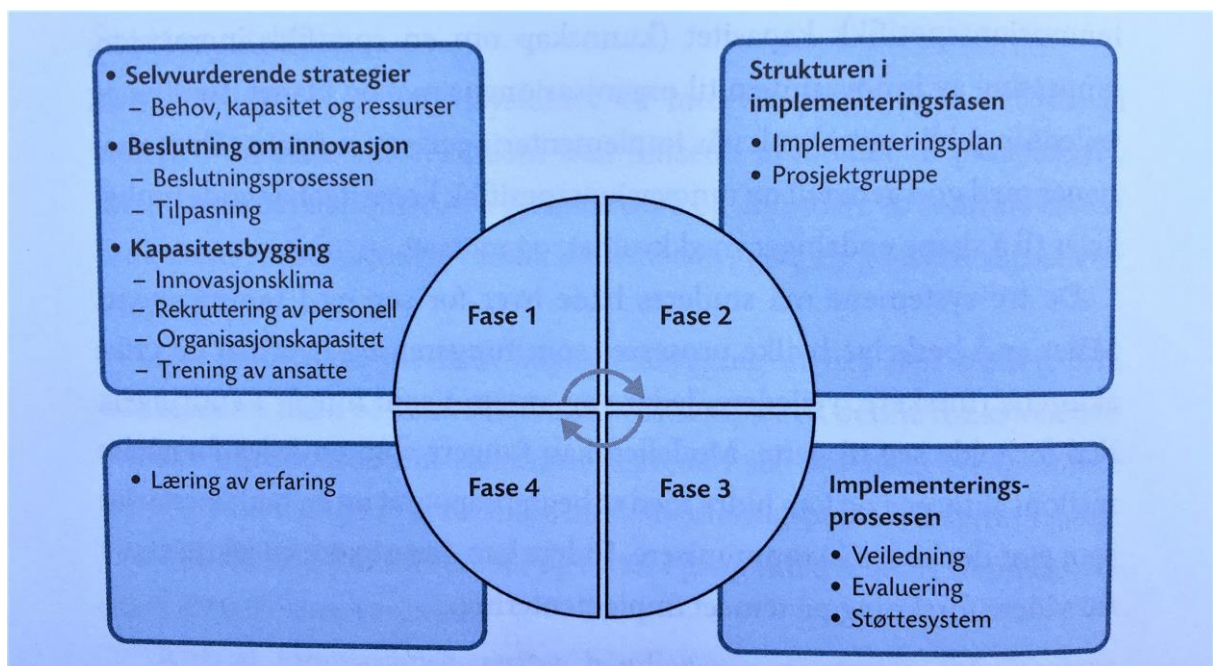 • Selvvurderende strategier
– Behov, kapasitet og ressurser
• Beslutning om innovasjon
– Beslutningsprosessen
– Tilpasning
• Kapasitetsbygging
– Innovasjonsklima
– Rekruttering av personell
– Organisasjonskapasitet
– Trening av ansatte
Strukturen i
implementeringsfasen
• Implementeringsplan
• Prosjektgruppe
Fase 1
Fase 2
Fase 4
Fase 3
• Læring av erfaring
Implementerings-
prosessen
• Veiledning
• Evaluering
• Støttesystem